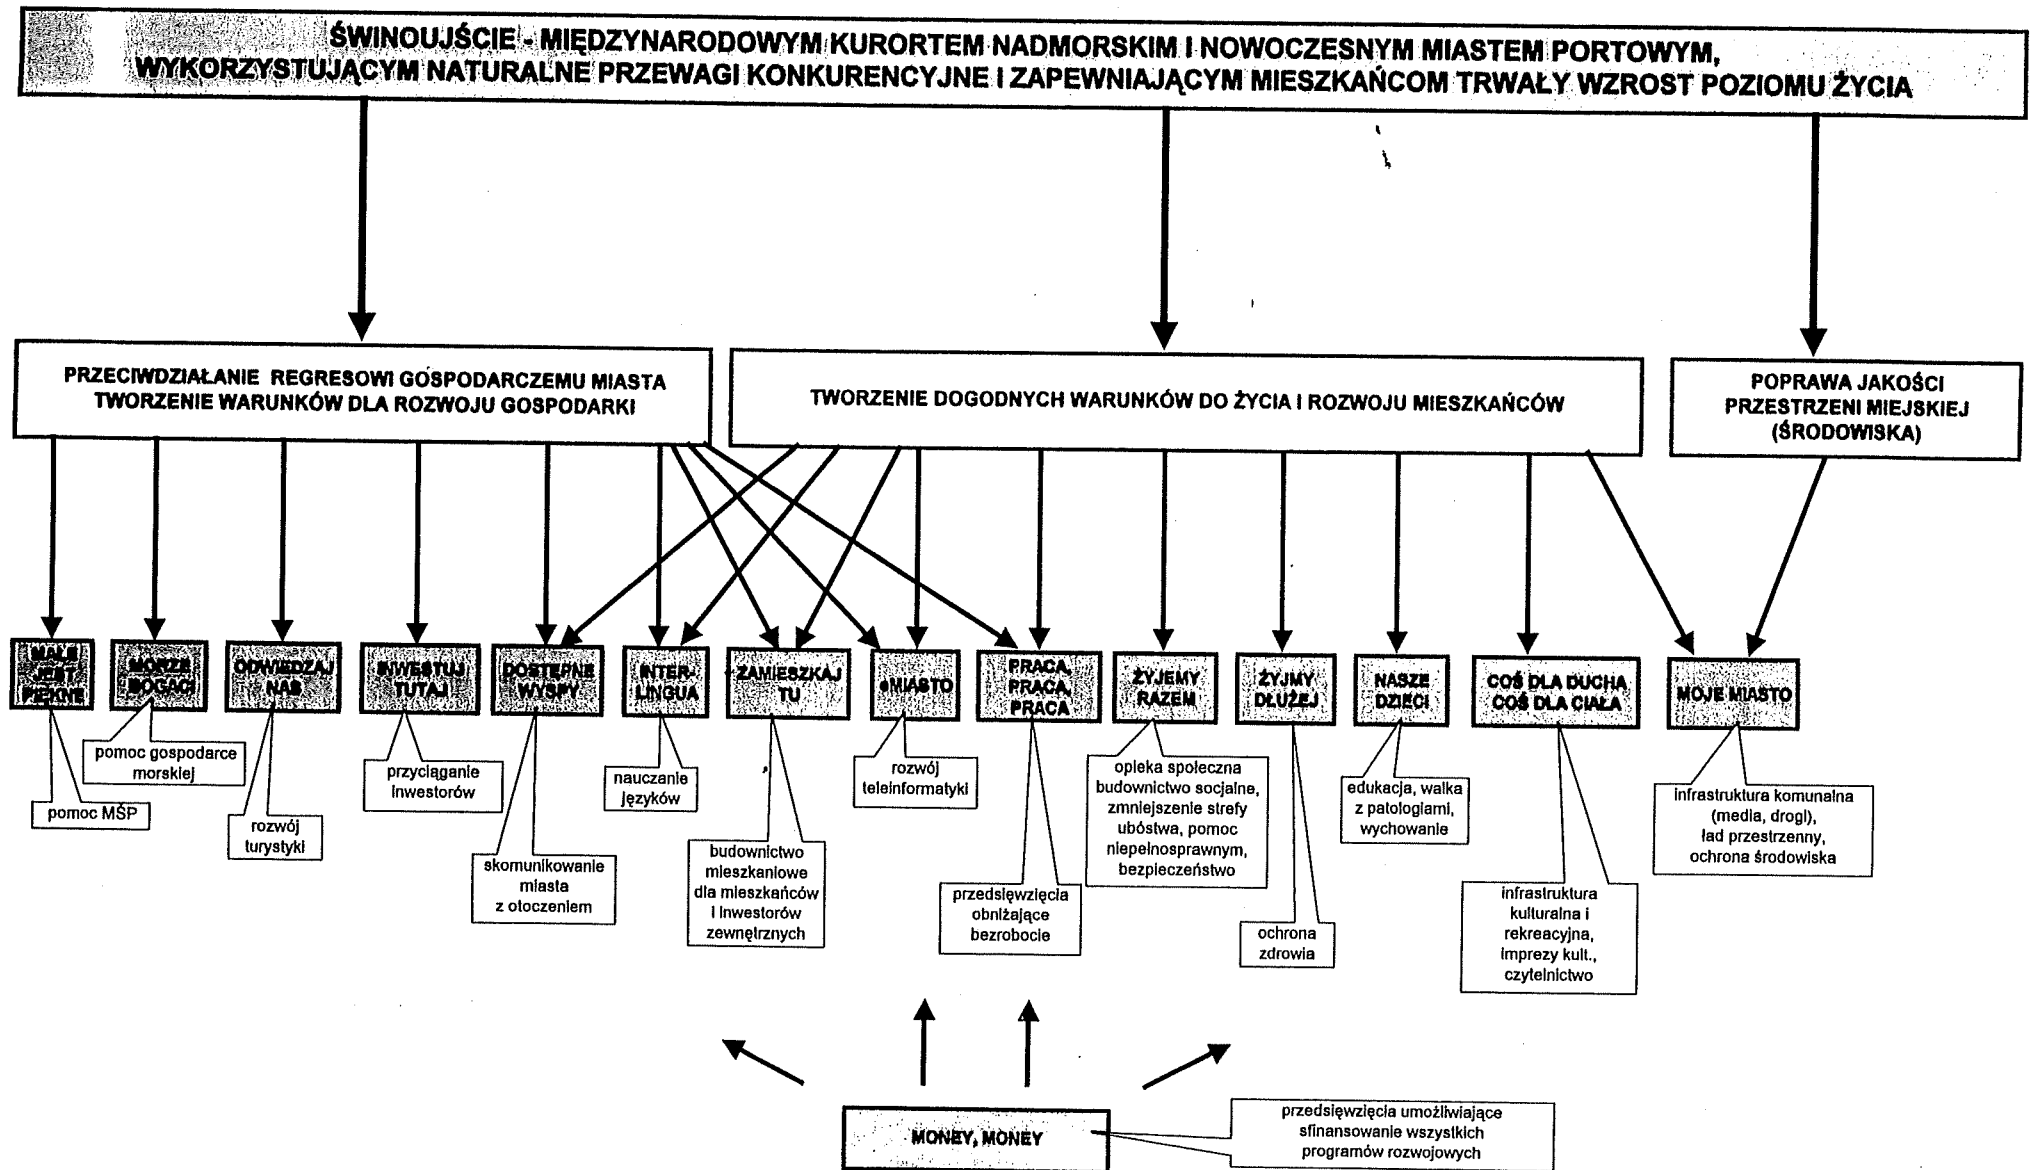 ŚWINOUJŚCIE - MIĘDZYNARODOWYM KURORTEM NADMORSKIM I NOWOCZESNYM MIASTEM PORTOWYM,
WYKORZYSTUJĄCYM NATURALNE PRZEWAGI KONKURENCYJNE I ZAPEWNIAJĄCYM MIESZKAŃCOM TRWAŁY WZROST POZIOMU ŻYCIA
PRZECIWDZIAŁANIE REGRESOWI GOSPODARCZEMU MIASTA
TWORZENIE WARUNKÓW DLA ROZWOJU GOSPODARKI
TWORZENIE DOGODNYCH WARUNKÓW DO ŻYCIA I ROZWOJU MIESZKAŃCÓW
POPRAWA JAKOŚCI
PRZESTRZENI MIEJSKIEJ
(ŚRODOWISKA)
MAŁE
JEST
PIĘKNE
MORZE
BOGACI
ODWIEDZAJ
NAS
INWESTUJ
TUTAJ
DOSTĘPNE
WYSPY
INTER-
LINGUA
ZAMIESZKAJ
TU
eMIASTO
PRACA,
PRACA,
PRACA
ŻYJEMY
RAZEM
ŻYJMY
DŁUŻEJ
NASZE
DZIECI
COŚ DLA DUCHA
COŚ DLA CIAŁA
MOJE MIASTO
pomoc MŚP
pomoc gospodarce
morskiej
rozwój
turystyki
przyciąganie
inwestorów
skomunikowanie
miasta
z otoczeniem
nauczanie
języków
budownictwo
mieszkaniowe
dla mieszkańców
i inwestorów
zewnętrznych
rozwój
teleinformatyki
przedsięwzięcia
obniżające
bezrobocie
opieka społeczna
budownictwo socjalne,
zmniejszenie strefy
ubóstwa, pomoc
niepełnosprawnym,
bezpieczeństwo
ochrona
zdrowia
edukacja, walka
z patologiami,
wychowanie
infrastruktura
kulturalna i
rekreacyjna,
imprezy kult.,
czytelnictwo
infrastruktura komunalna
(media, drogi),
ład przestrzenny,
ochrona środowiska
MONEY, MONEY
przedsięwzięcia umożliwiające
sfinansowanie wszystkich
programów rozwojowych